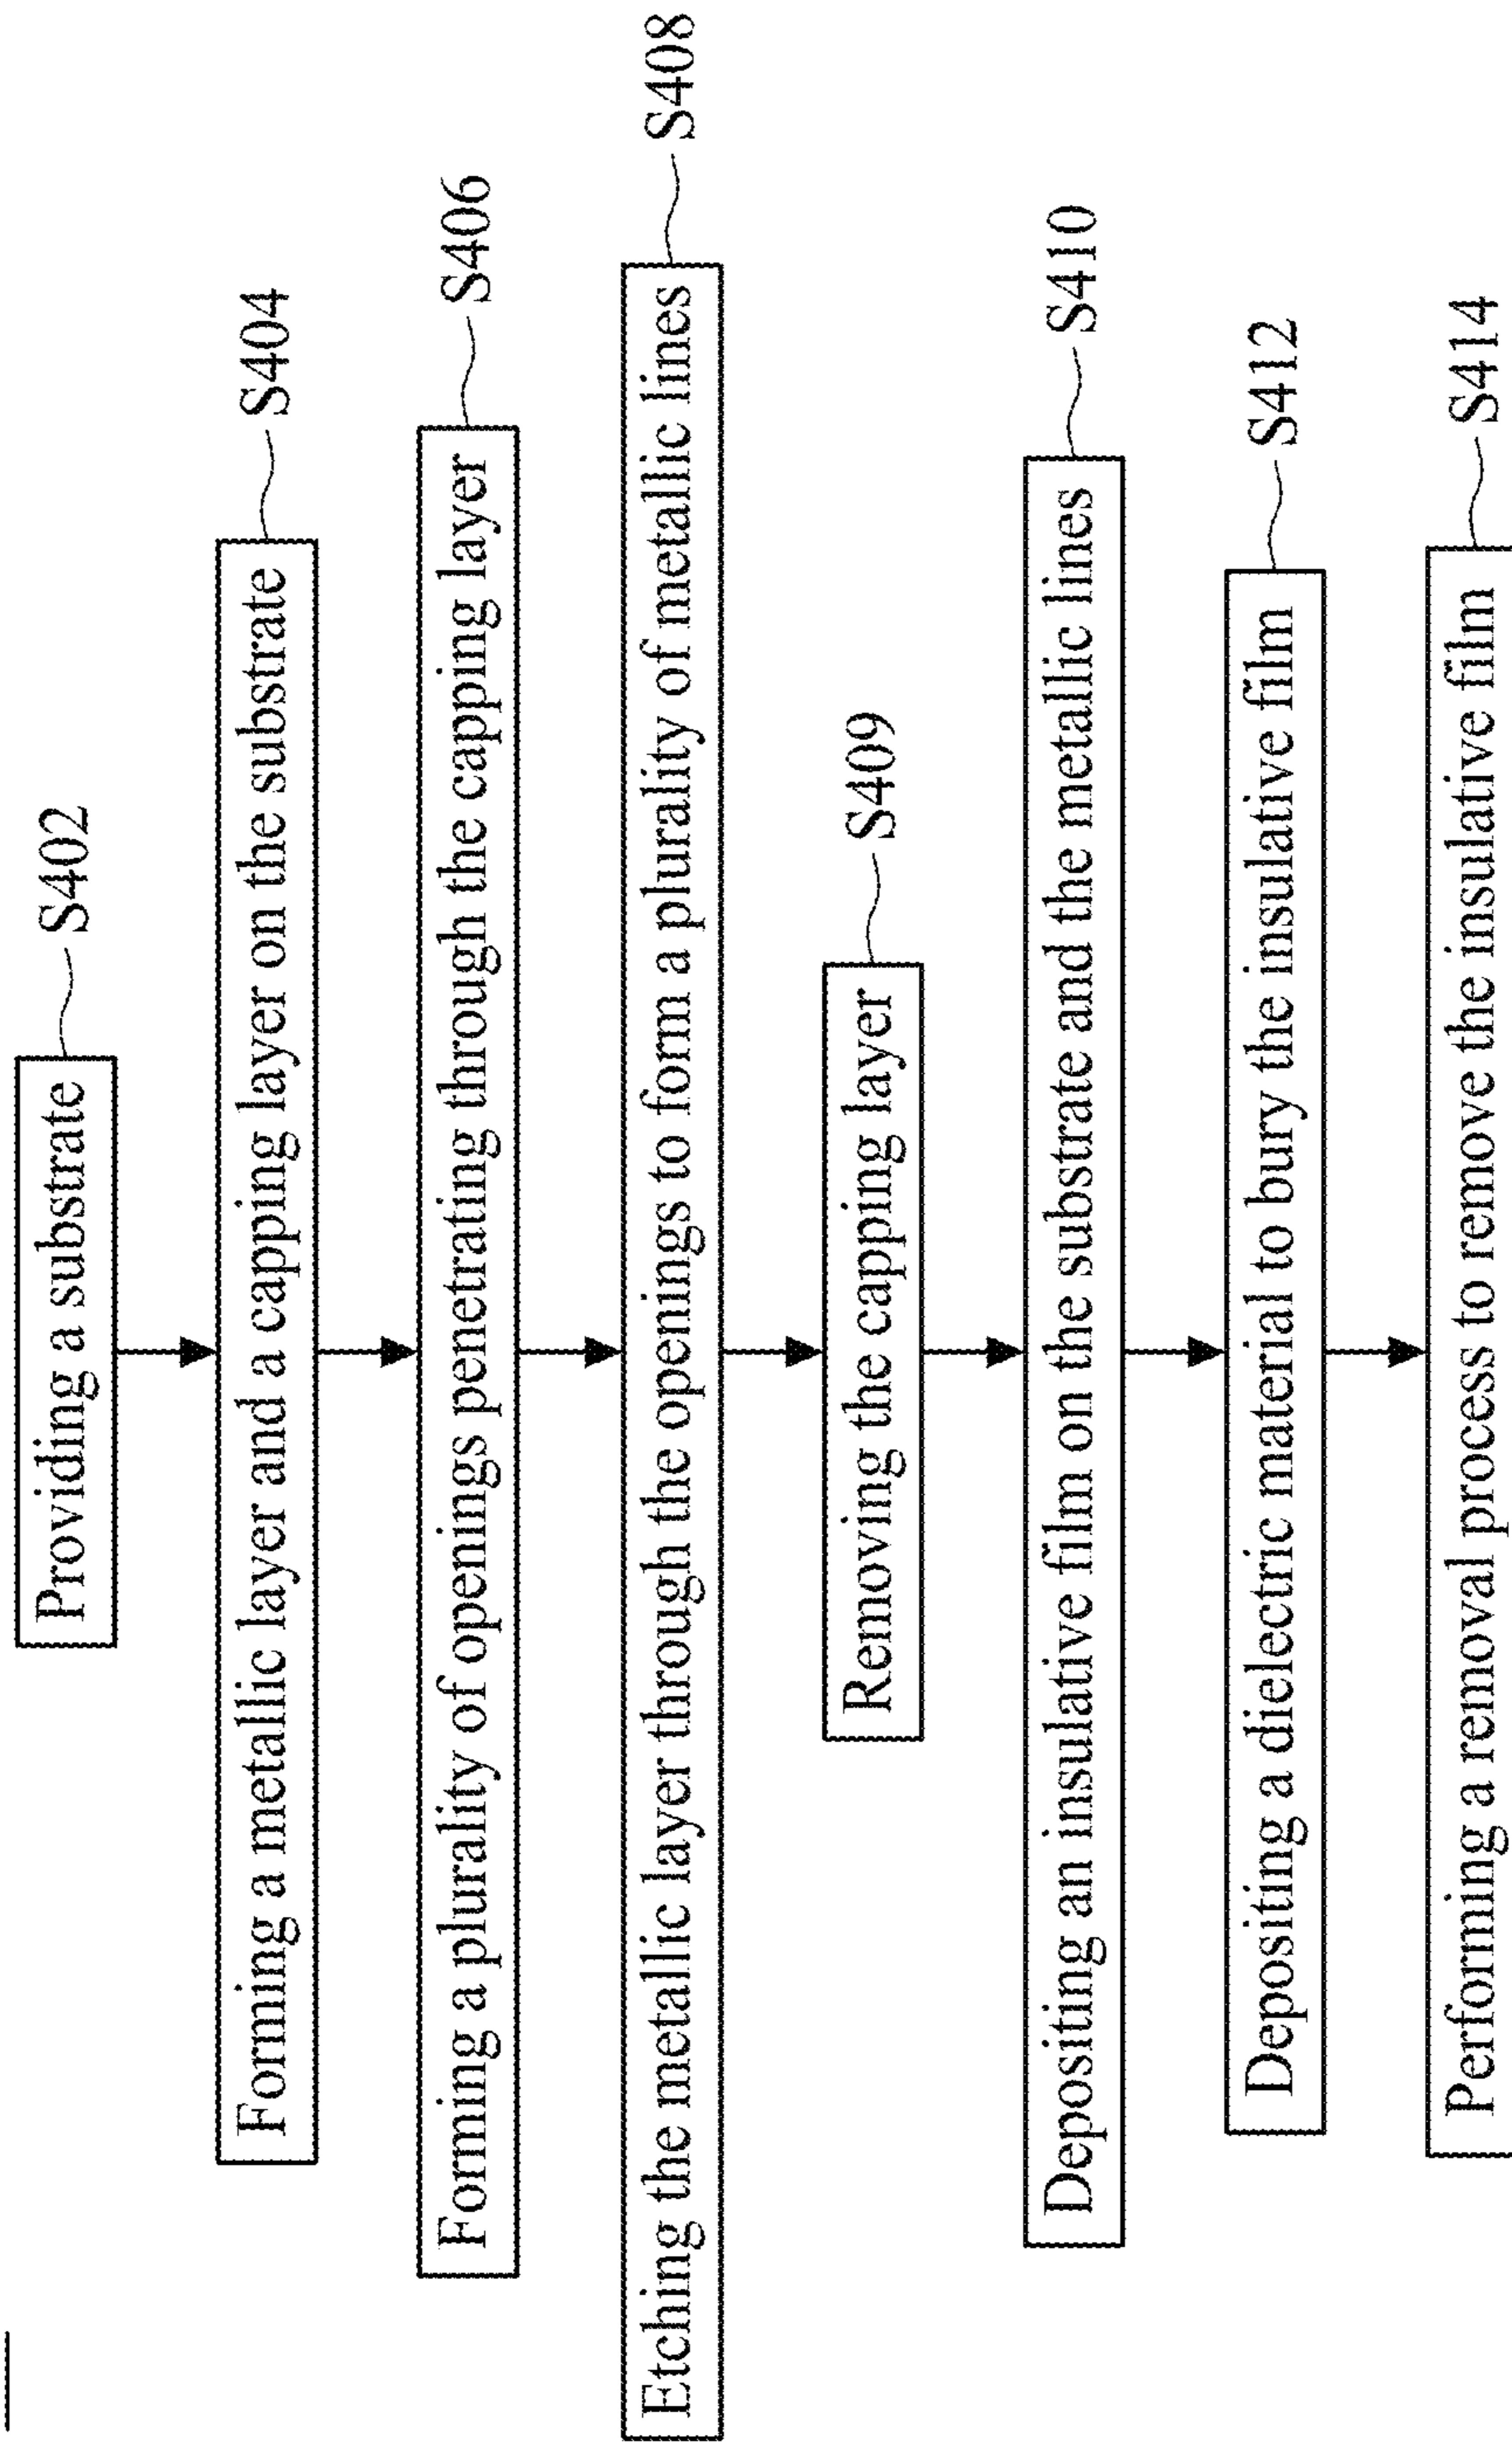 Providing a substrate
S402
Forming a metallic layer and a capping layer on the substrate
S404
Forming a plurality of openings penetrating through the capping layer
S406
Etching the metallic layer through the openings to form a plurality of metallic lines
S408
Removing the capping layer
S409
Depositing an insulative film on the substrate and the metallic lines
S410
Depositing a dielectric material to bury the insulative film
S412
Performing a removal process to remove the insulative film
S414